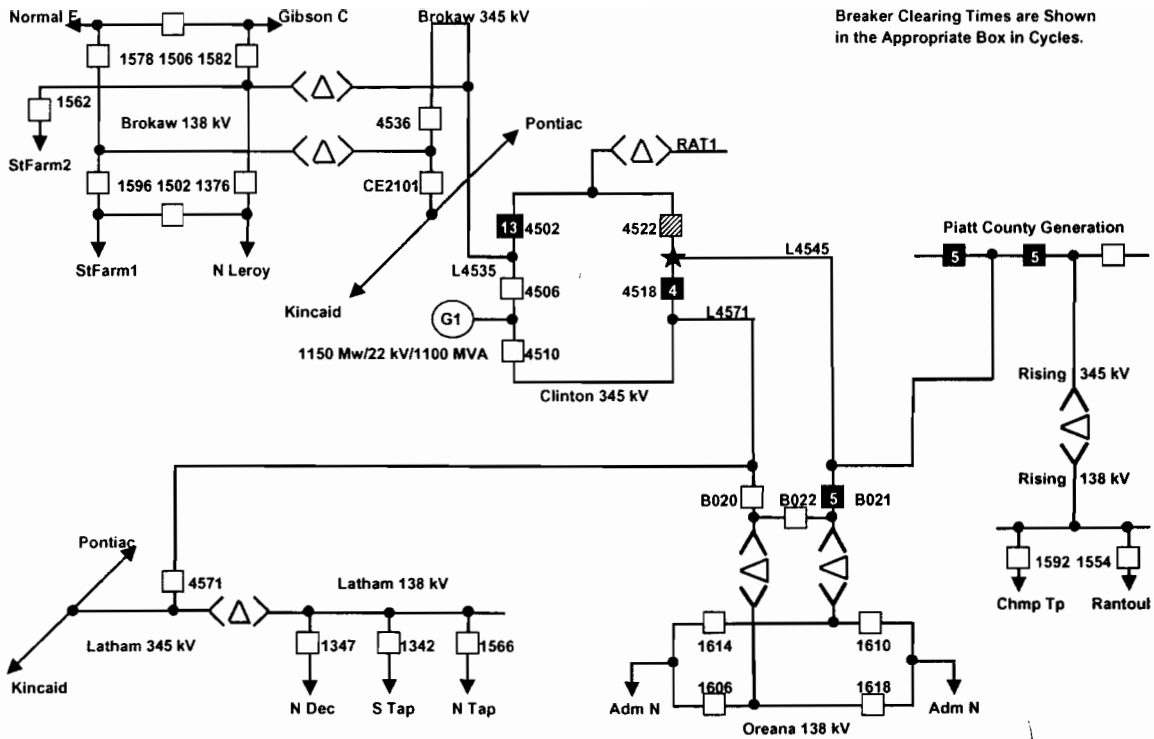 Normal E
Gibson C
Brokaw 345 kV
Breaker Clearing Times are Shown
in the Appropriate Box in Cycles.
1578 1506 1582
1562
Brokaw 138 kV
StFarm2
4536
Pontiac
RAT1
1596 1502 1376
CE2101
StFarm1
N Leroy
13
4502
4522
Piatt County Generation
L4535
L4545
5
5
4506
4518
4
Kincaid
G1
L4571
1150 Mw/22 kV/1100 MVA
4510
Clinton 345 kV
Rising 345 kV
Rising 138 kV
B020
B022
5
B021
Pontiac
4571
Latham 138 kV
1592 1554
Chmp Tp
Rantoul
Latham 345 kV
1347
1342
1566
1614
1610
Kincaid
N Dec
S Tap
N Tap
Adm N
1606
1618
Adm N
Oreana 138 kV